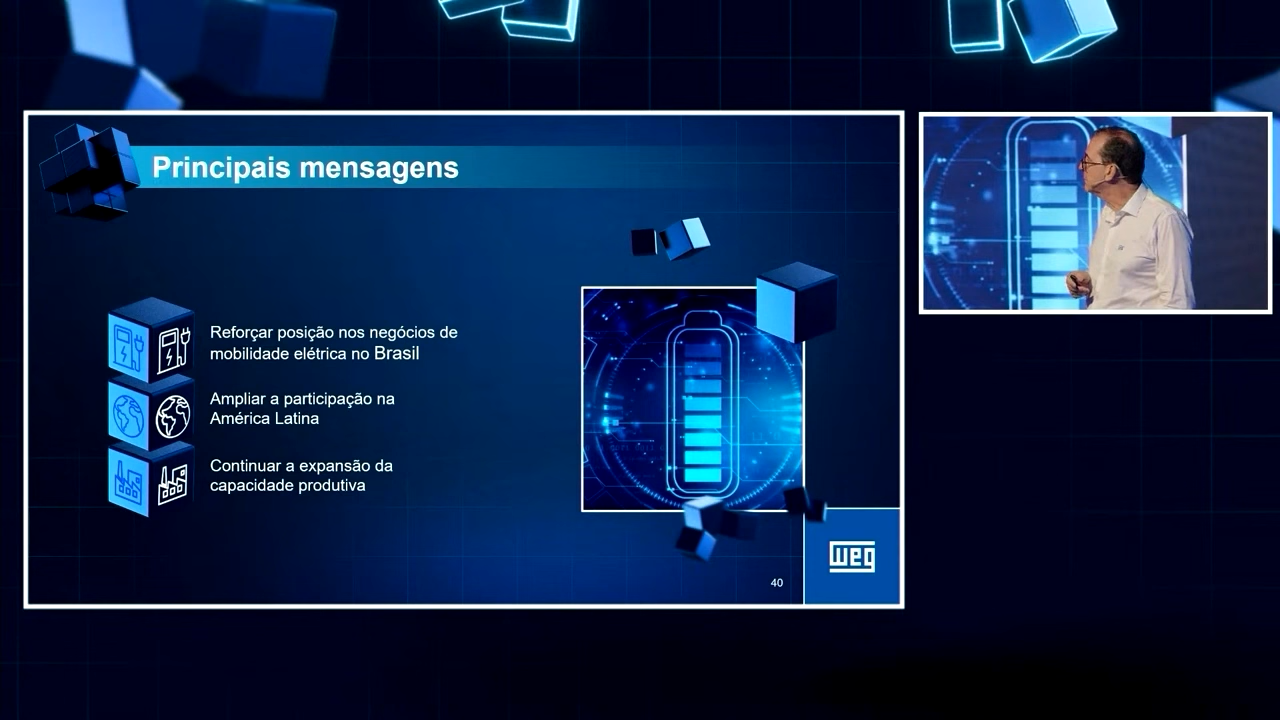 Principais mensagens
Reforçar posição nos negócios de
mobilidade elétrica no Brasil
Ampliar a participação na
América Latina
Continuar a expansão da
capacidade produtiva
40
weg